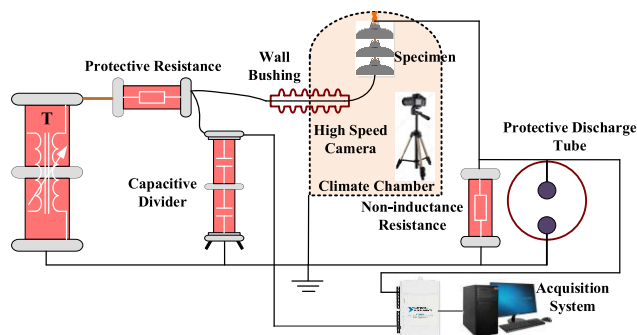 Protective Resistance
Wall
Bushing
Specimen
T
High Speed
Camera
Protective Discharge
Tube
Capacitive
Divider
Climate Chamber
Non-inductance
Resistance
Acquisition
System